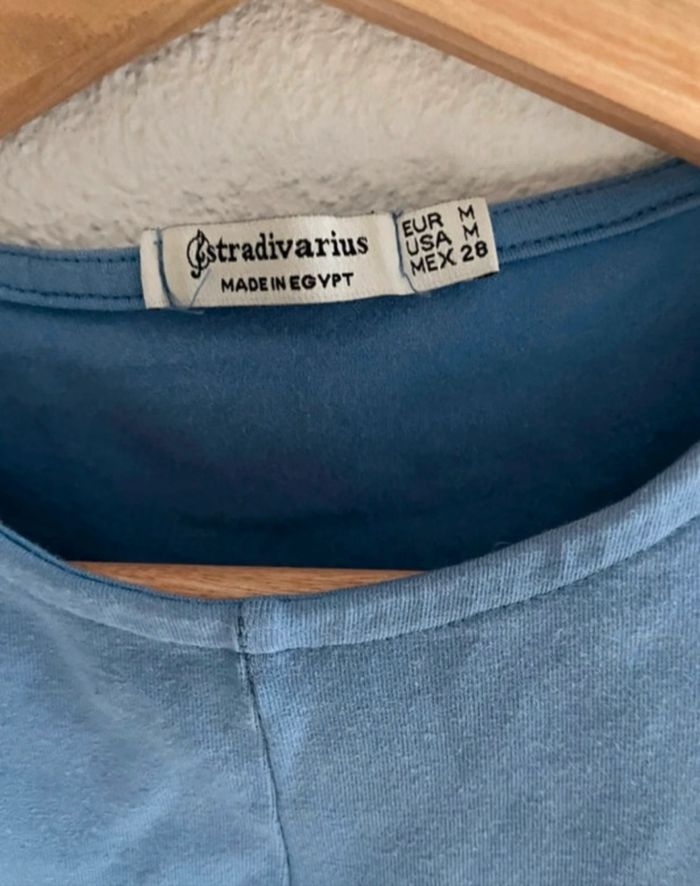 stradivarius
MADE IN EGYPT
EUR M
USA M
MEX 28